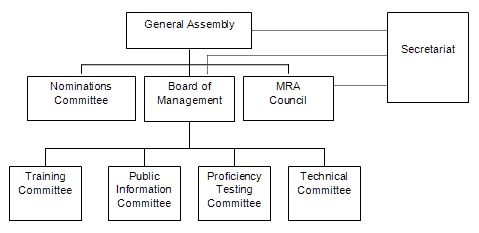 General Assembly
Secretariat
Nominations
Committee
Board of
Management
MRA
Council
Training
Committee
Public
Information
Committee
Proficiency
Testing
Committee
Technical
Committee